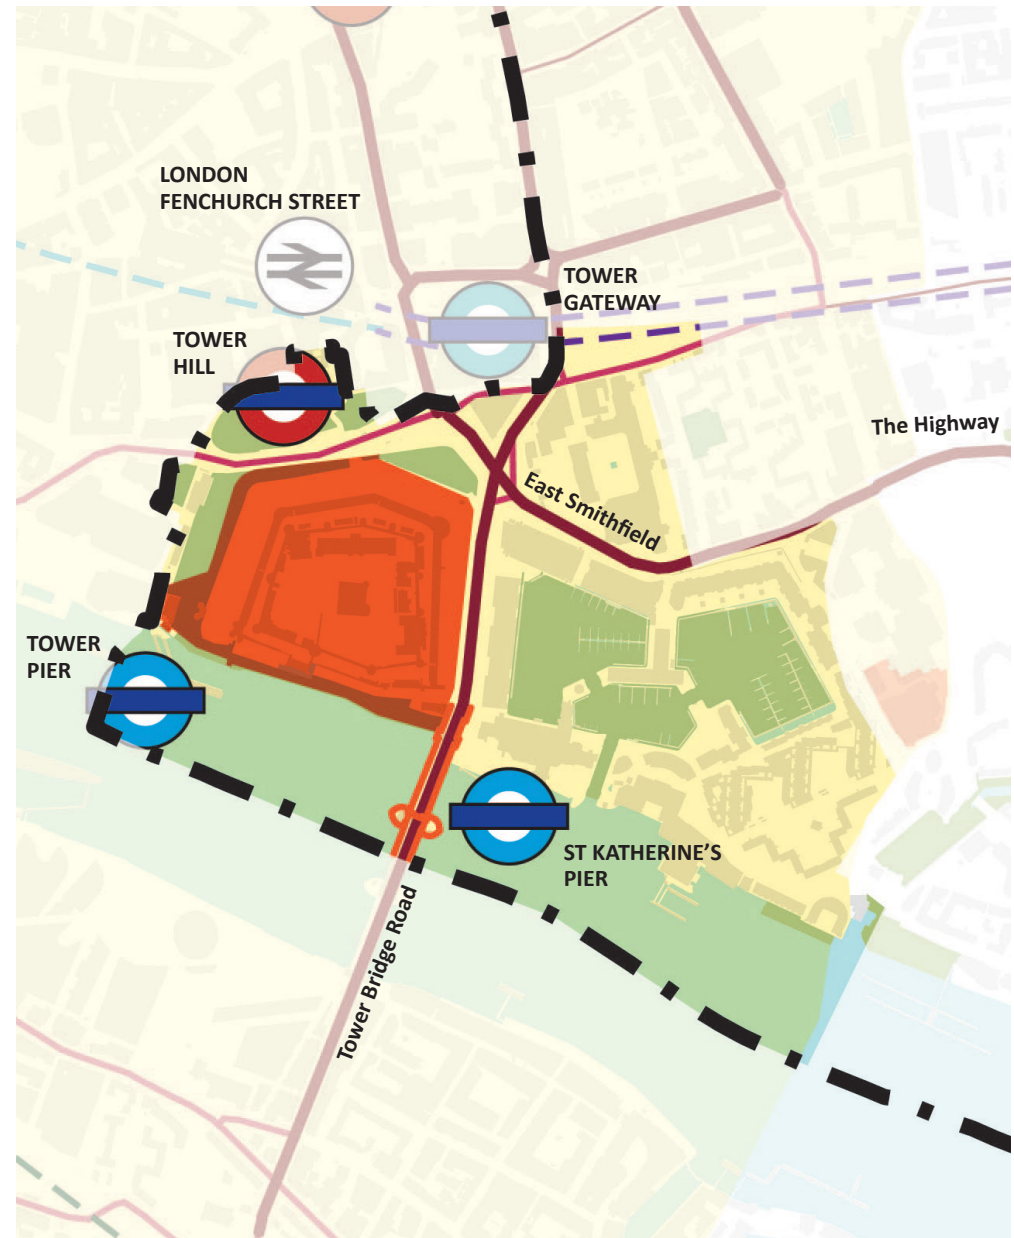 LONDON
FENCHURCH STREET
TOWER
GATEWAY
TOWER
HILL
The Highway
East Smithfield
TOWER
PIER
ST KATHERINE'S
PIER
Tower Bridge Road